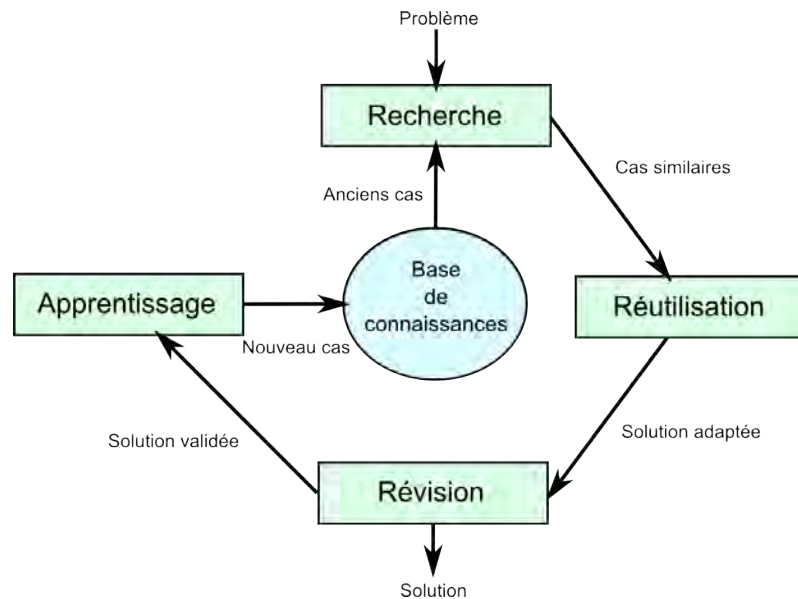 Problème
Recherche
Cas similaires
Anciens cas
Base
de
connaissances
Apprentissage
Réutilisation
Nouveau cas
Solution adaptée
Solution validée
Révision
Solution